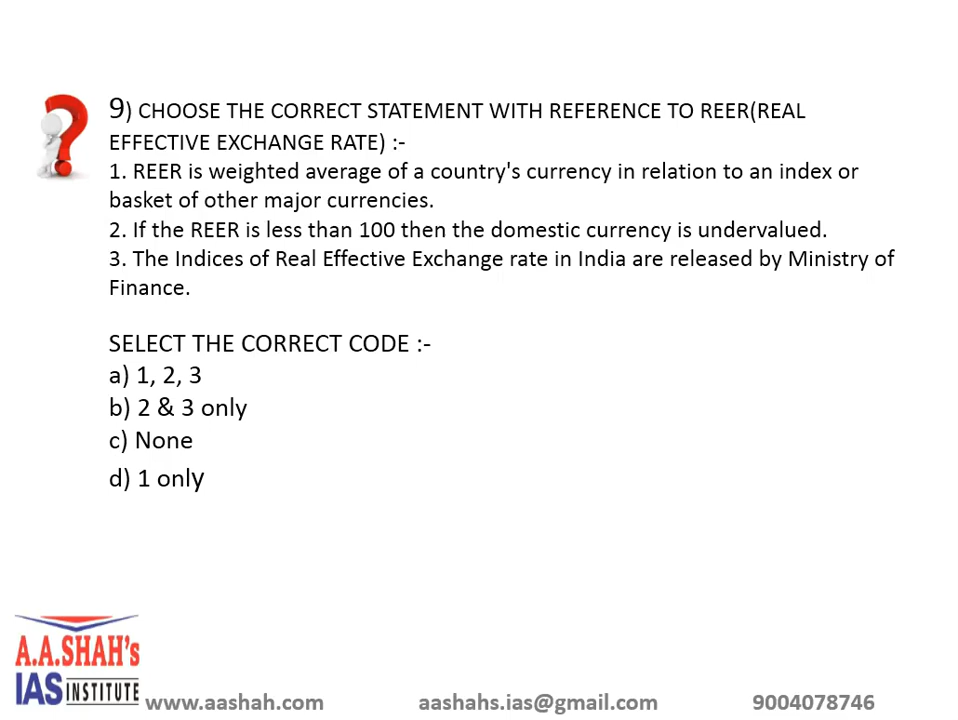 9) CHOOSE THE CORRECT STATEMENT WITH REFERENCE TO REER(REAL
EFFECTIVE EXCHANGE RATE) :-
1. REER is weighted average of a country's currency in relation to an index or
basket of other major currencies.
2. If the REER is less than 100 then the domestic currency is undervalued.
3. The Indices of Real Effective Exchange rate in India are released by Ministry of
Finance.
SELECT THE CORRECT CODE :-
a) 1, 2, 3
b) 2 & 3 only
c) None
d) 1 only
A.A.SHAH's
IAS INSTITUTE
www.aashah.com aashahs.ias@gmail.com 9004078746